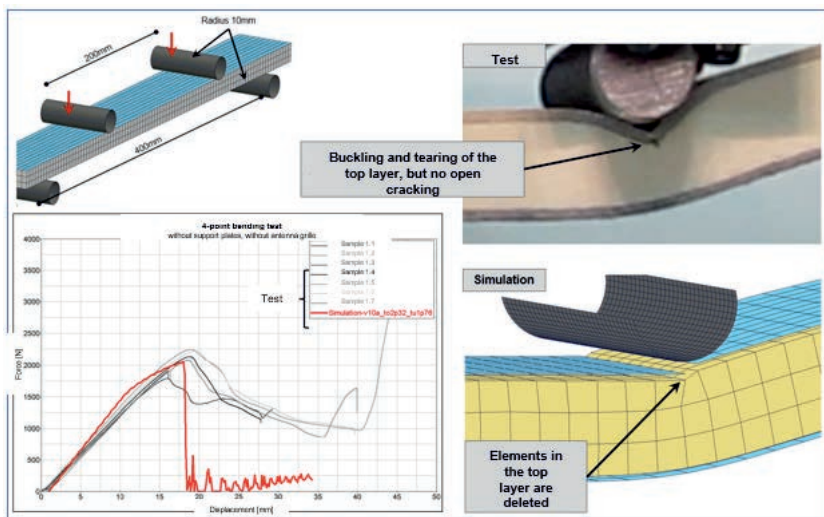 Radius 10mm
200mm
400mm
Test
Buckling and tearing of the
top layer, but no open
cracking
4-point bending test
without support plates, without antenna grille
Sample 1.1
Sample 1.2
Sample 1.3
Sample 1.4
Sample 1.5
Sample 1.7
Simulation-v10a_tc2p32_tu1p76
Test
Force [N]
4000
3500
3000
2500
2000
1500
1000
500
0
0
5
10
15
20
25
30
35
40
45
50
Displacement [mm]
Simulation
Elements in
the top
layer are
deleted